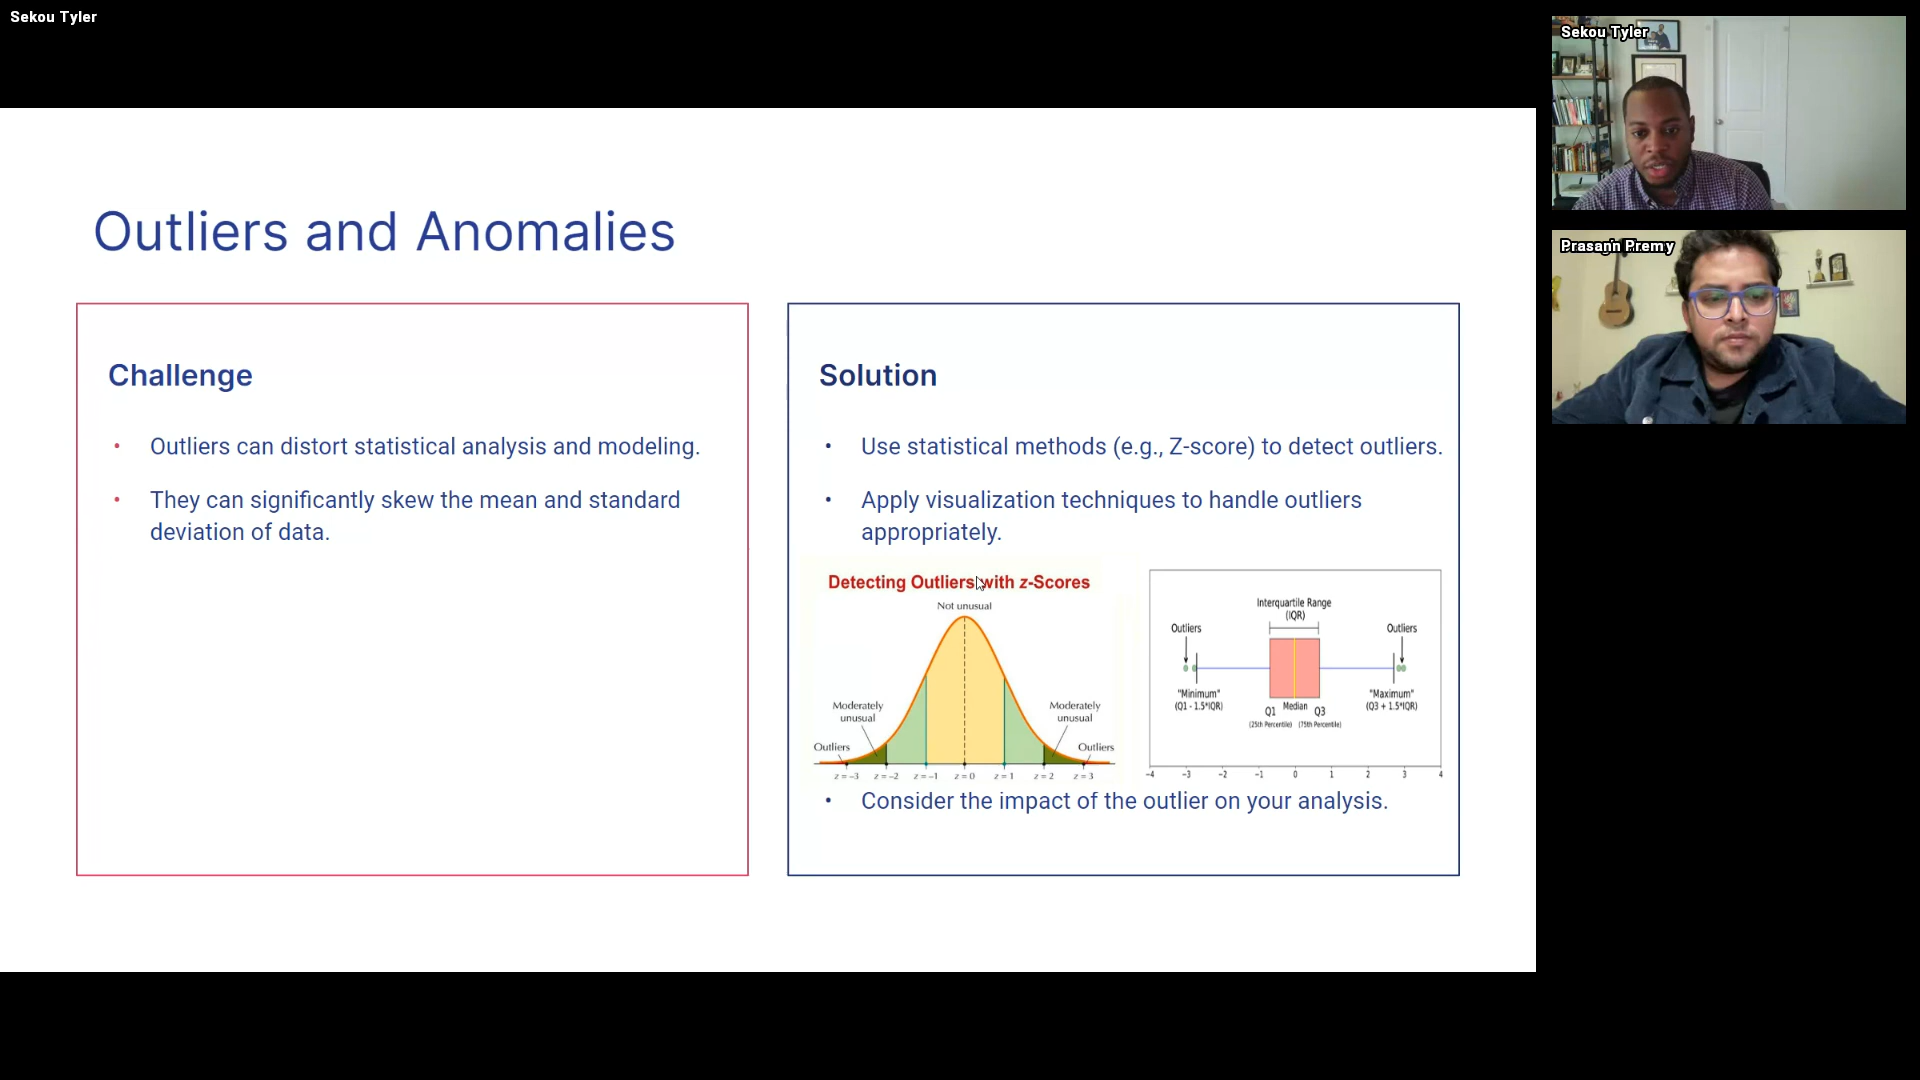 Sekou Tyler
Sekou Tyler
Prasann Premy
Outliers and Anomalies
Challenge
• Outliers can distort statistical analysis and modeling.
• They can significantly skew the mean and standard
deviation of data.
Solution
• Use statistical methods (e.g., Z-score) to detect outliers.
• Apply visualization techniques to handle outliers
appropriately.
Detecting Outliers with z-Scores
Not unusual
Moderately
unusual
Moderately
unusual
Outliers
Outliers
z=−3 z=−2 z=−1 z=0 z=1 z=2 z=3
Interquartile Range
(IQR)
Outliers
Outliers
"Minimum"
(Q1 - 1.5*IQR)
"Maximum"
(Q3 + 1.5*IQR)
Q1 Median Q3
(25th Percentile) (75th Percentile)
−4 −3 −2 −1 0 1 2 3 4
• Consider the impact of the outlier on your analysis.